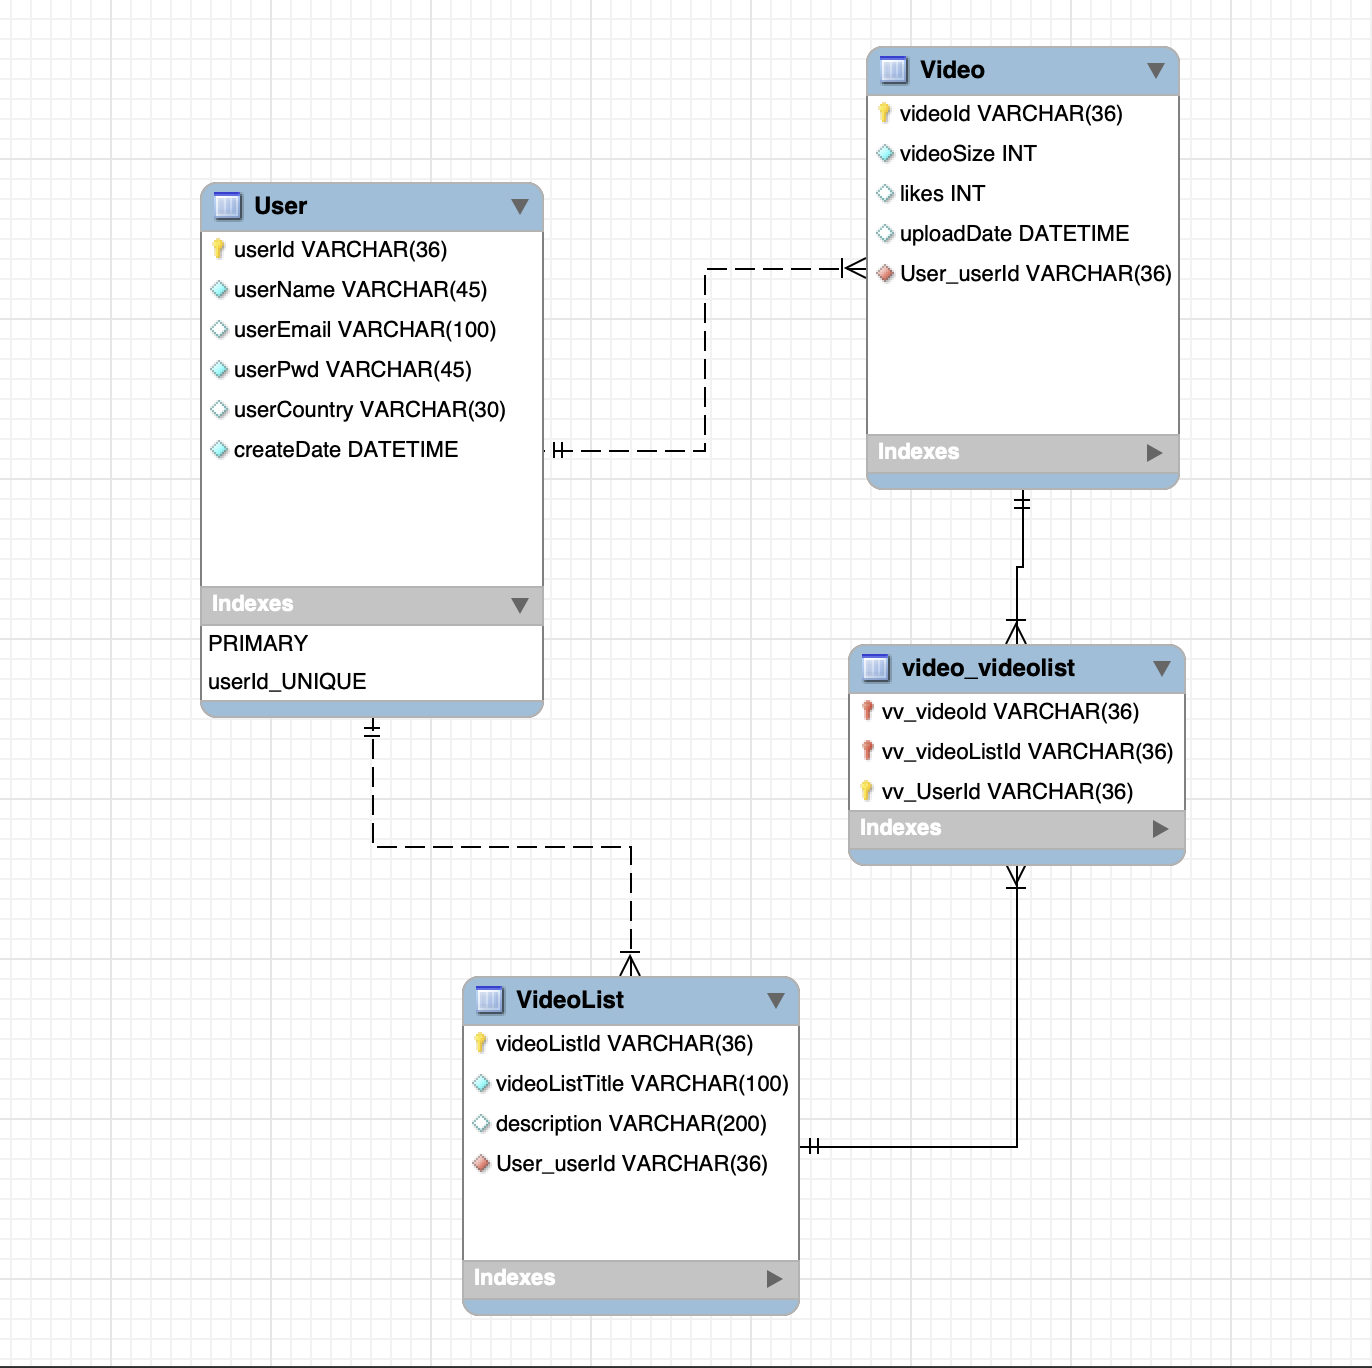 User
userId VARCHAR(36)
userName VARCHAR(45)
userEmail VARCHAR(100)
userPwd VARCHAR(45)
userCountry VARCHAR(30)
createDate DATETIME
Indexes
PRIMARY
userId_UNIQUE
Video
videoId VARCHAR(36)
videoSize INT
likes INT
uploadDate DATETIME
User_userId VARCHAR(36)
Indexes
video_videolist
vv_videoId VARCHAR(36)
vv_videoListId VARCHAR(36)
vv_UserId VARCHAR(36)
Indexes
VideoList
videoListId VARCHAR(36)
videoListTitle VARCHAR(100)
description VARCHAR(200)
User_userId VARCHAR(36)
Indexes